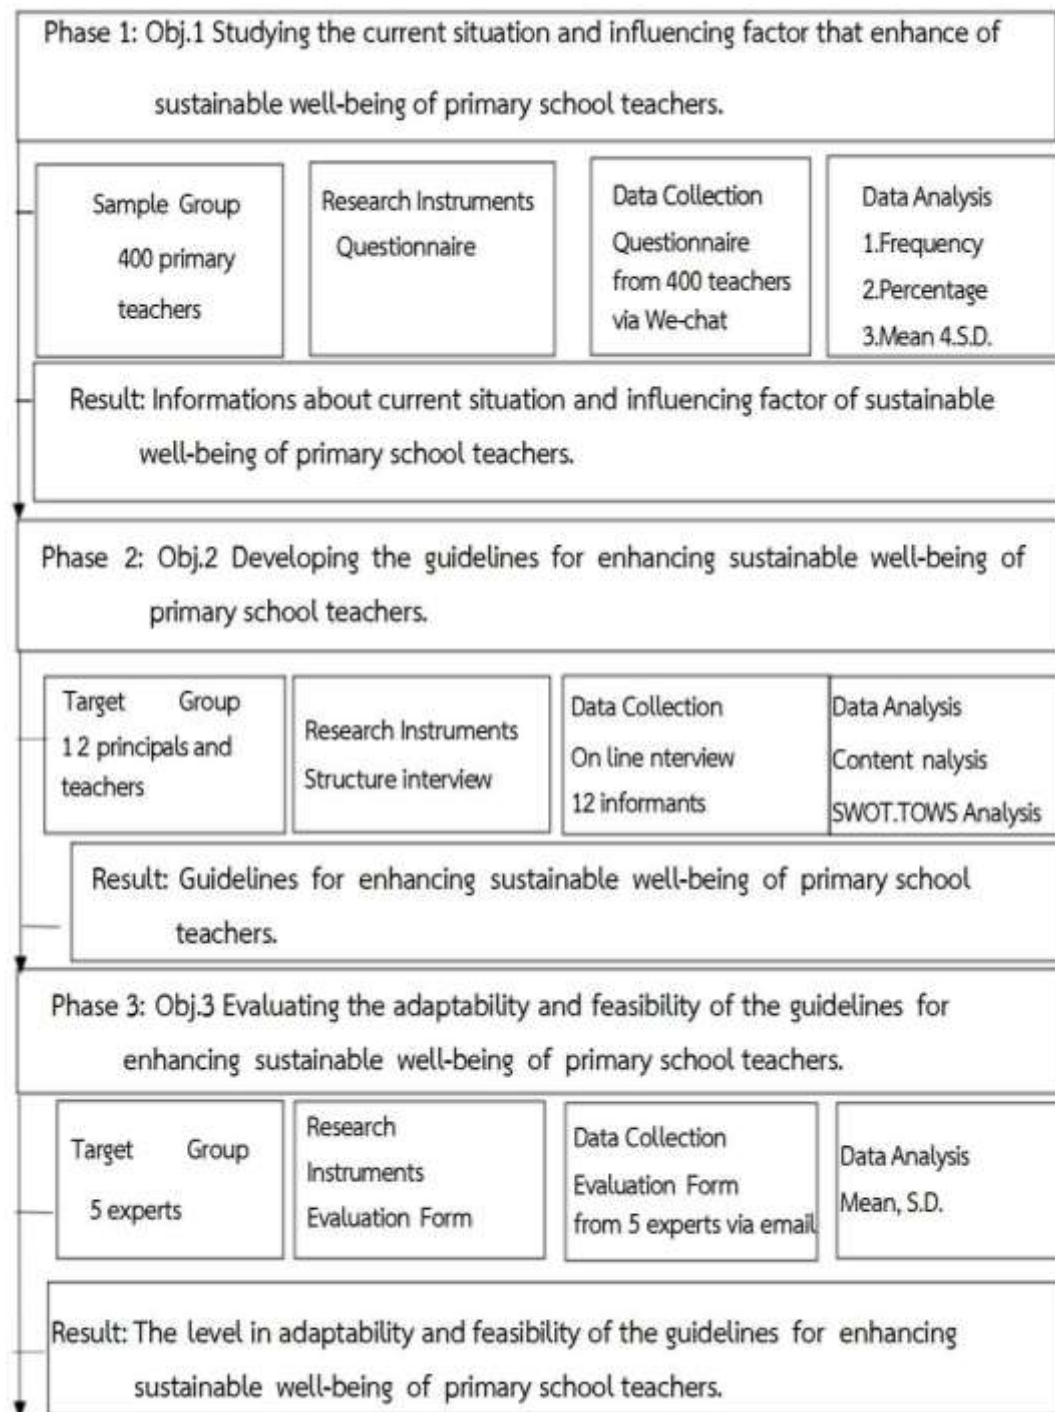 Phase 1: Obj.1 Studying the current situation and influencing factor that enhance of
sustainable well-being of primary school teachers.
Sample Group
400 primary
teachers
Research Instruments
Questionnaire
Data Collection
Questionnaire
from 400 teachers
via We-chat
Data Analysis
1.Frequency
2.Percentage
3.Mean 4.S.D.
Result: Informations about current situation and influencing factor of sustainable
well-being of primary school teachers.
Phase 2: Obj.2 Developing the guidelines for enhancing sustainable well-being of
primary school teachers.
Target Group
12 principals and
teachers
Research Instruments
Structure interview
Data Collection
On line nterview
12 informants
Data Analysis
Content nalysis
SWOT.TOWS Analysis
Result: Guidelines for enhancing sustainable well-being of primary school
teachers.
Phase 3: Obj.3 Evaluating the adaptability and feasibility of the guidelines for
enhancing sustainable well-being of primary school teachers.
Target Group
5 experts
Research
Instruments
Evaluation Form
Data Collection
Evaluation Form
from 5 experts via email
Data Analysis
Mean, S.D.
Result: The level in adaptability and feasibility of the guidelines for enhancing
sustainable well-being of primary school teachers.